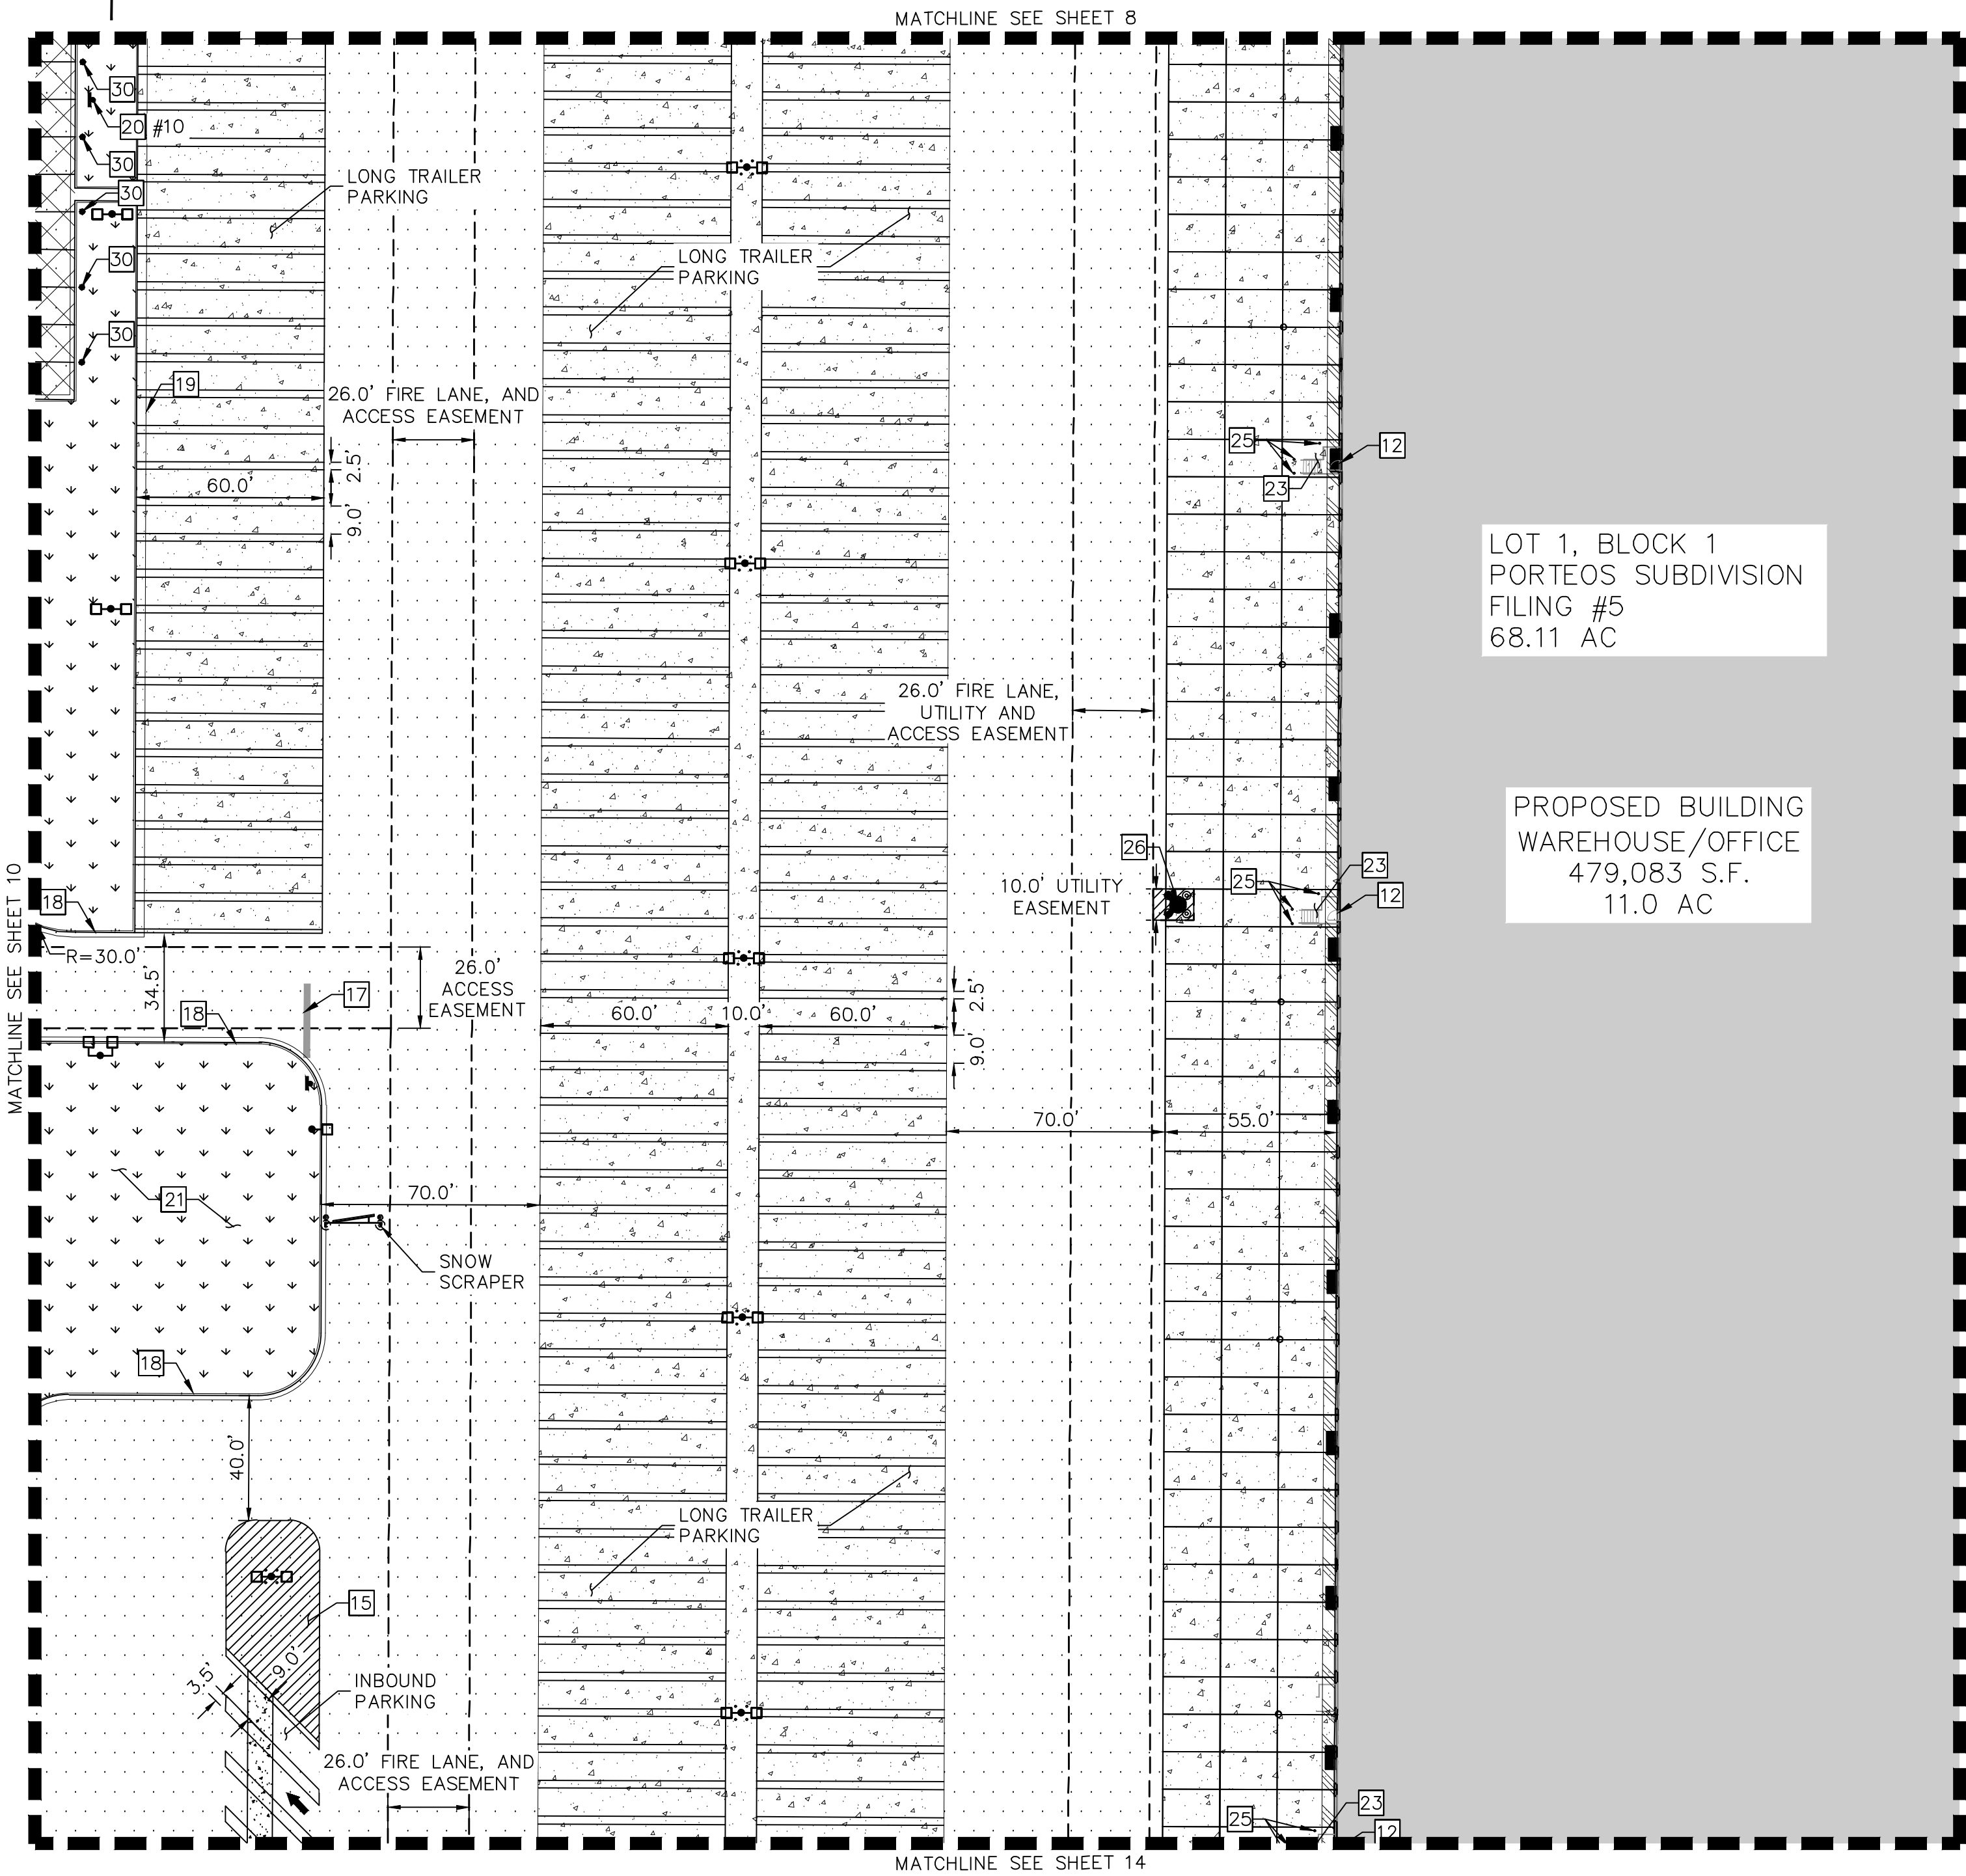 MATCHLINE SEE SHEET 8
30
20 #10
30
30
LONG TRAILER
PARKING
30
LONG TRAILER
PARKING
30
19
26.0' FIRE LANE, AND
ACCESS EASEMENT
25
12
2.5'
60.0'
23
9.0'
LOT 1, BLOCK 1
PORTEOS SUBDIVISION
FILING #5
68.11 AC
26.0' FIRE LANE,
UTILITY AND
ACCESS EASEMENT
PROPOSED BUILDING
WAREHOUSE/OFFICE
479,083 S.F.
11.0 AC
26
23
10.0' UTILITY
EASEMENT
25
12
MATCHLINE SEE SHEET 10
18
R=30.0'
34.5'
26.0'
ACCESS
EASEMENT
17
18
2.5'
60.0'
10.0'
60.0'
9.0'
70.0'
55.0'
21
70.0'
SNOW
SCRAPER
18
40.0'
LONG TRAILER
PARKING
15
9.0'
3.5'
INBOUND
PARKING
26.0' FIRE LANE, AND
ACCESS EASEMENT
23
25
12
MATCHLINE SEE SHEET 14